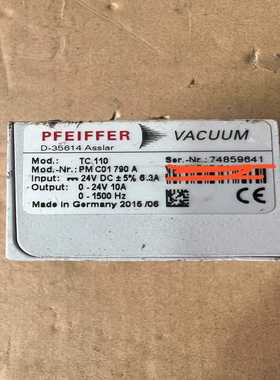 PFEIFFER VACUUM
D-35614 Asslar
Mod.: TC 110 Ser.-Nr.: 74859641
Mod.-Nr.: PM C01 790 A
Input: 24V DC ± 5% 6.3A
Output: 0 - 24V 10A
0 - 1500 Hz
Made in Germany 2015 /06
CE